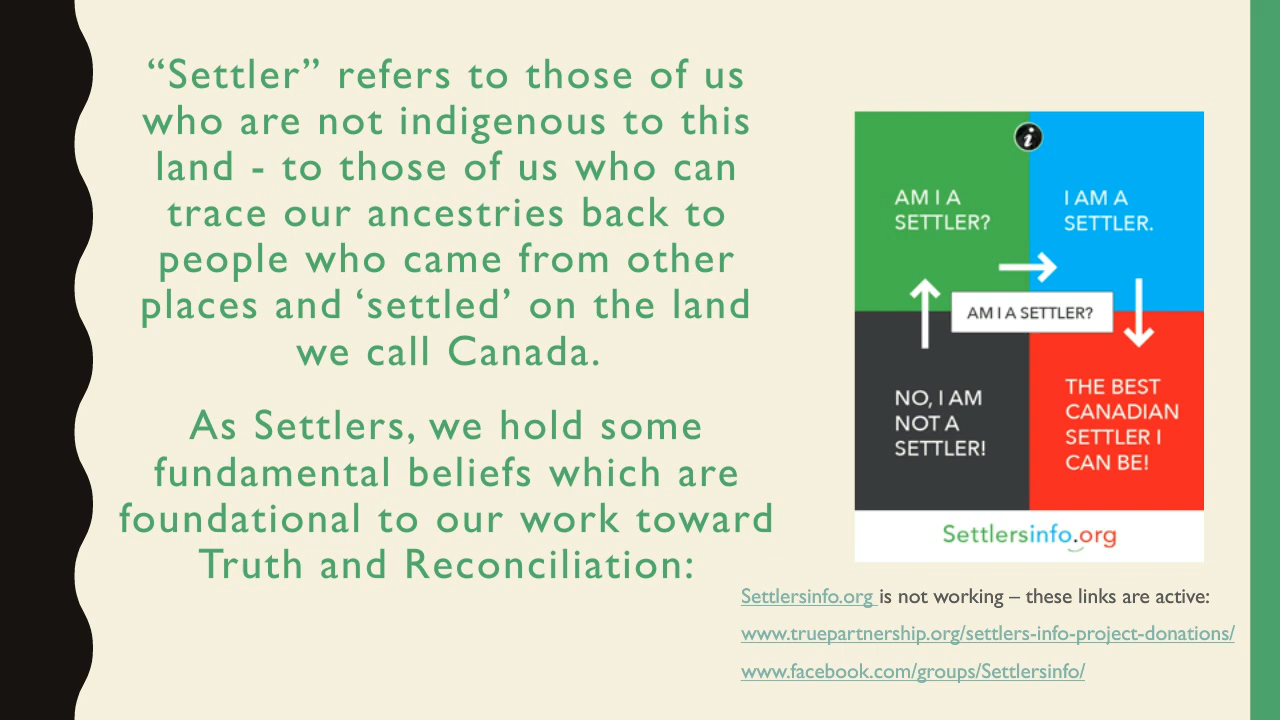 “Settler” refers to those of us
who are not indigenous to this
land - to those of us who can
trace our ancestries back to
people who came from other
places and ‘settled’ on the land
we call Canada.
As Settlers, we hold some
fundamental beliefs which are
foundational to our work toward
Truth and Reconciliation:
i
AM I A
SETTLER?
I AM A
SETTLER.
AM I A SETTLER?
NO, I AM
NOT A
SETTLER!
THE BEST
CANADIAN
SETTLER I
CAN BE!
Settlersinfo.org
Settlersinfo.org is not working – these links are active:
www.truepartnership.org/settlers-info-project-donations/
www.facebook.com/groups/Settlersinfo/